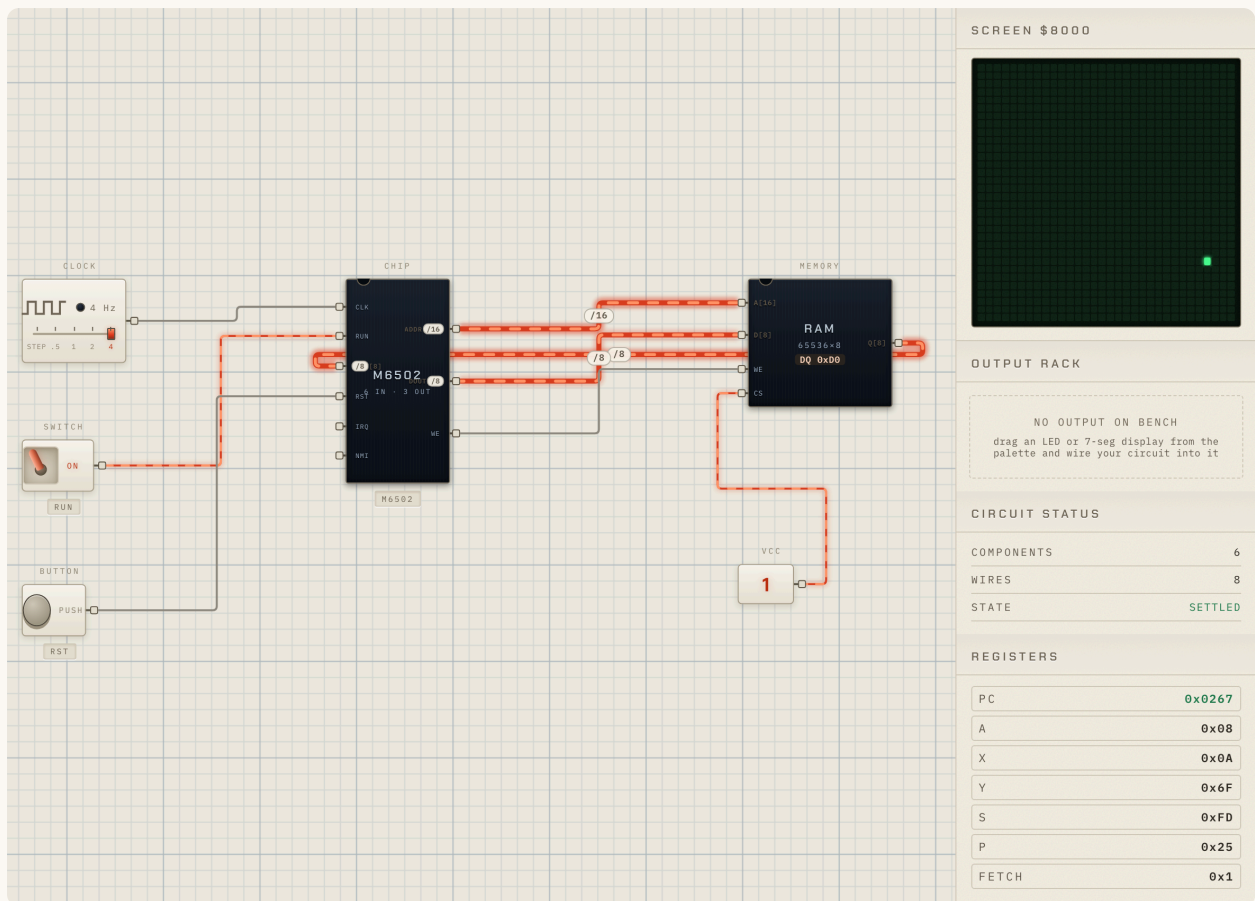 SCREEN $8000
CLOCK
4 Hz
STEP .5 1 2 4
SWITCH
ON
RUN
BUTTON
PUSH
RST
CHIP
CLK
RUN
/16
/8
M6502
/8
6 IN · 3 OUT
RST
IRQ
WE
NMI
M6502
/16
/8
/8
MEMORY
A[16]
RAM
D[8]
65536×8
Q[8]
DQ 0xD0
WE
CS
VCC
1
OUTPUT RACK
NO OUTPUT ON BENCH
drag an LED or 7-seg display from the
palette and wire your circuit into it
CIRCUIT STATUS
COMPONENTS 6
WIRES 8
STATE SETTLED
REGISTERS
PC 0x0267
A 0x08
X 0x0A
Y 0x6F
S 0xFD
P 0x25
FETCH 0x1